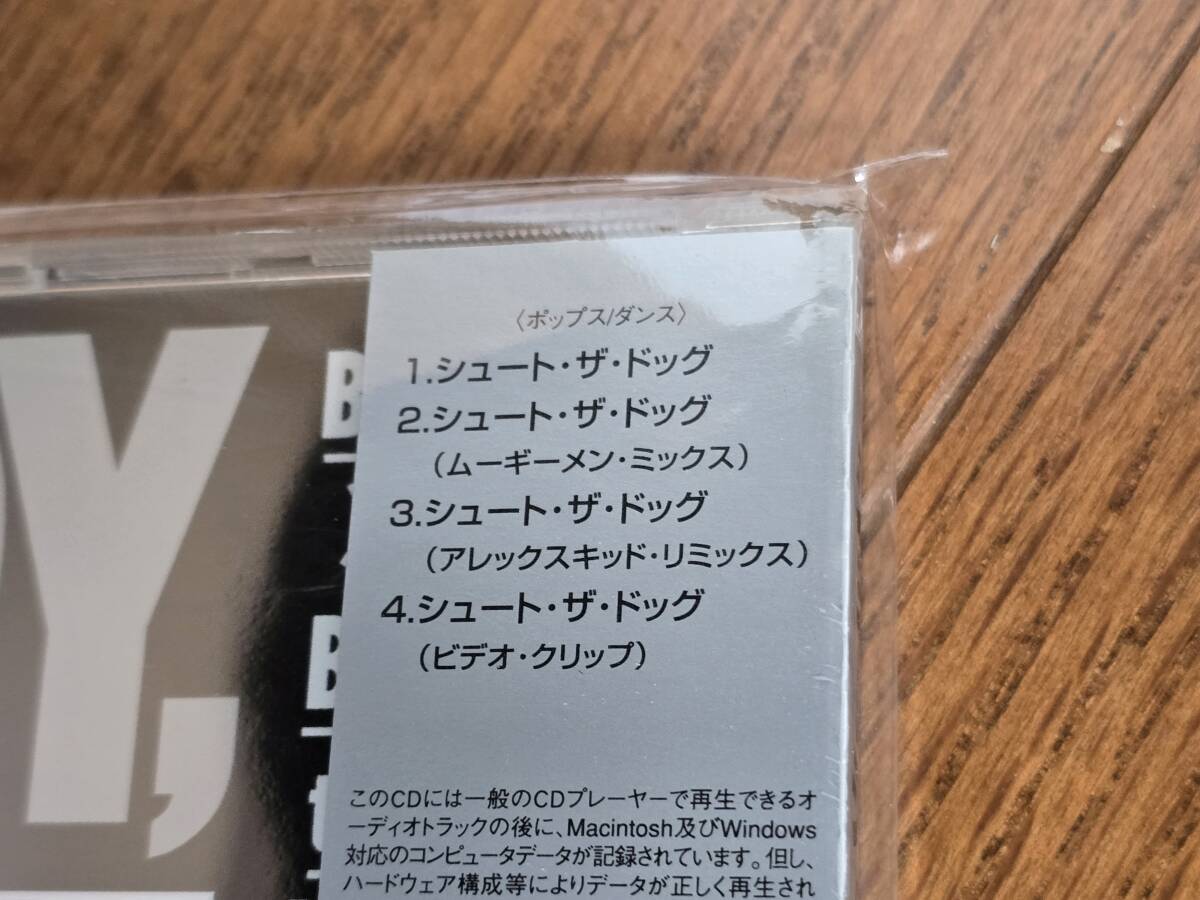 Y,
B
B
t
〈ポップス/ダンス〉
1.シュート・ザ・ドッグ
2.シュート・ザ・ドッグ
(ムーギーメン・ミックス)
3.シュート・ザ・ドッグ
(アレックスキッド・リミックス)
4.シュート・ザ・ドッグ
(ビデオ・クリップ)
このCDには一般のCDプレーヤーで再生できるオ
ーディオトラックの後に、Macintosh及びWindows
対応のコンピュータデータが記録されています。但し、
ハードウェア構成等によりデータが正しく再生され